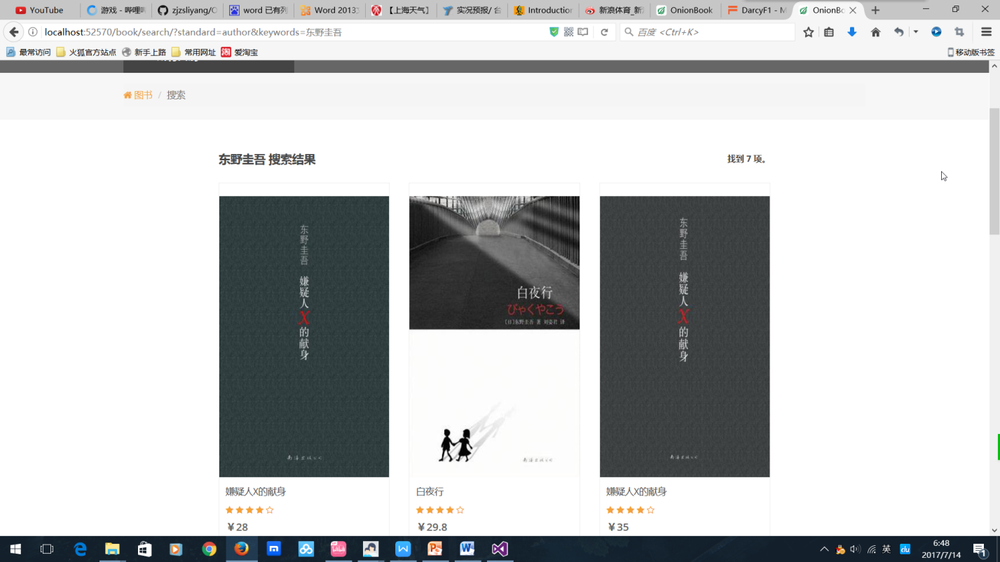 YouTube
游戏 - 哔哩哔
zjzsliyang/O
word 已有列
Word 2013
【上海天气】
实况预报/ 台
Introduction
新浪体育_新
OnionBook
DarcyF1 - M
OnionBo
localhost:52570/book/search/?standard=author&keywords=东野圭吾
百度 <Ctrl+K>
最常访问
火狐官方站点
新手上路
常用网址
爱淘宝
移动版书签
图书 / 搜索
东野圭吾 搜索结果
找到 7 项。
东野圭吾 嫌疑人X的献身
南海出版公司
白夜行
びゃくやこう
〔日〕东野圭吾 著 刘姿君 译
南海出版公司
东野圭吾 嫌疑人X的献身
南海出版公司
嫌疑人X的献身
¥28
白夜行
¥29.8
嫌疑人X的献身
¥35
英
6:48
2017/7/14
1